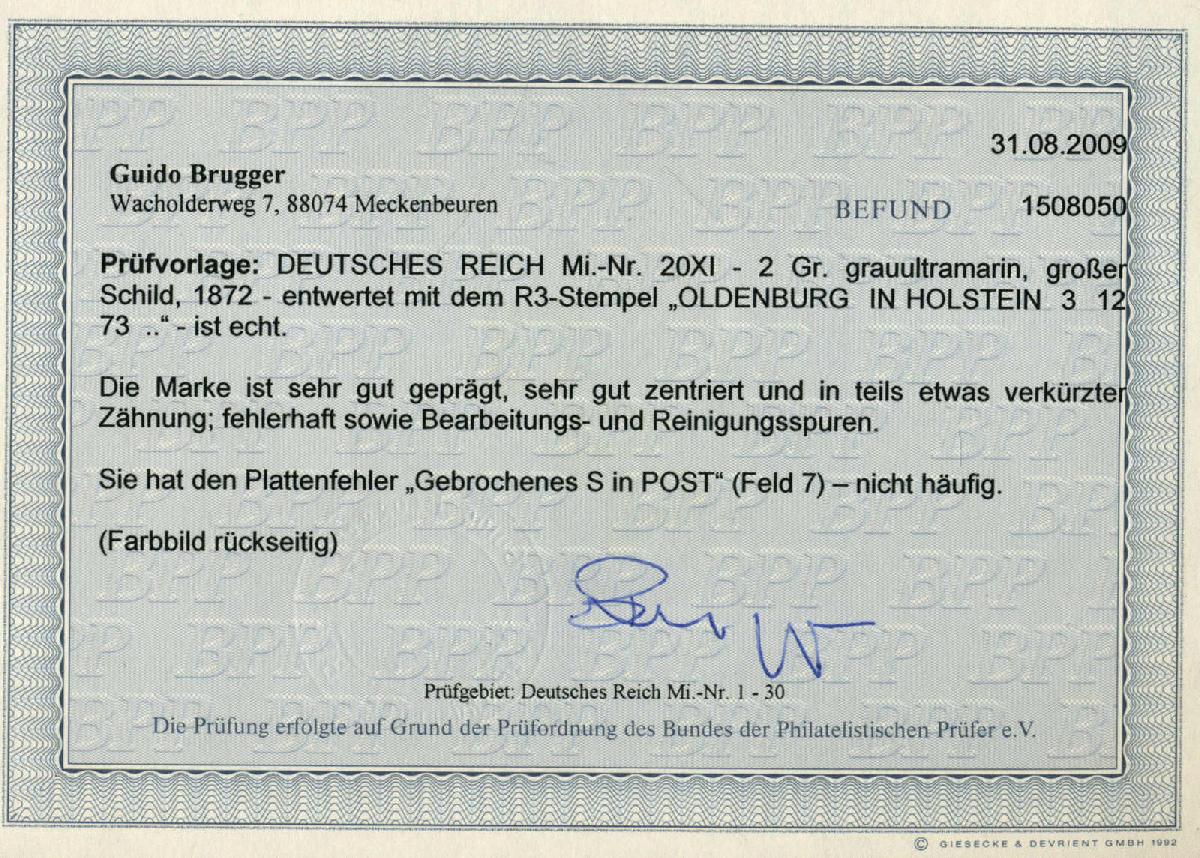 31.08.2009
Guido Brugger
Wacholderweg 7, 88074 Meckenbeuren
BEFUND 1508050
Prüfvorlage: DEUTSCHES REICH Mi.-Nr. 20XI - 2 Gr. grauultramarin, großer
Schild, 1872 - entwertet mit dem R3-Stempel „OLDENBURG IN HOLSTEIN 3 12
73 ..“ - ist echt.
Die Marke ist sehr gut geprägt, sehr gut zentriert und in teils etwas verkürzter
Zähnung; fehlerhaft sowie Bearbeitungs- und Reinigungsspuren.
Sie hat den Plattenfehler „Gebrochenes S in POST“ (Feld 7) – nicht häufig.
(Farbbild rückseitig)
Prüfgebiet: Deutsches Reich Mi.-Nr. 1 - 30
Die Prüfung erfolgte auf Grund der Prüfordnung des Bundes der Philatelistischen Prüfer e.V.
© GIESECKE & DEVRIENT GMBH 1992